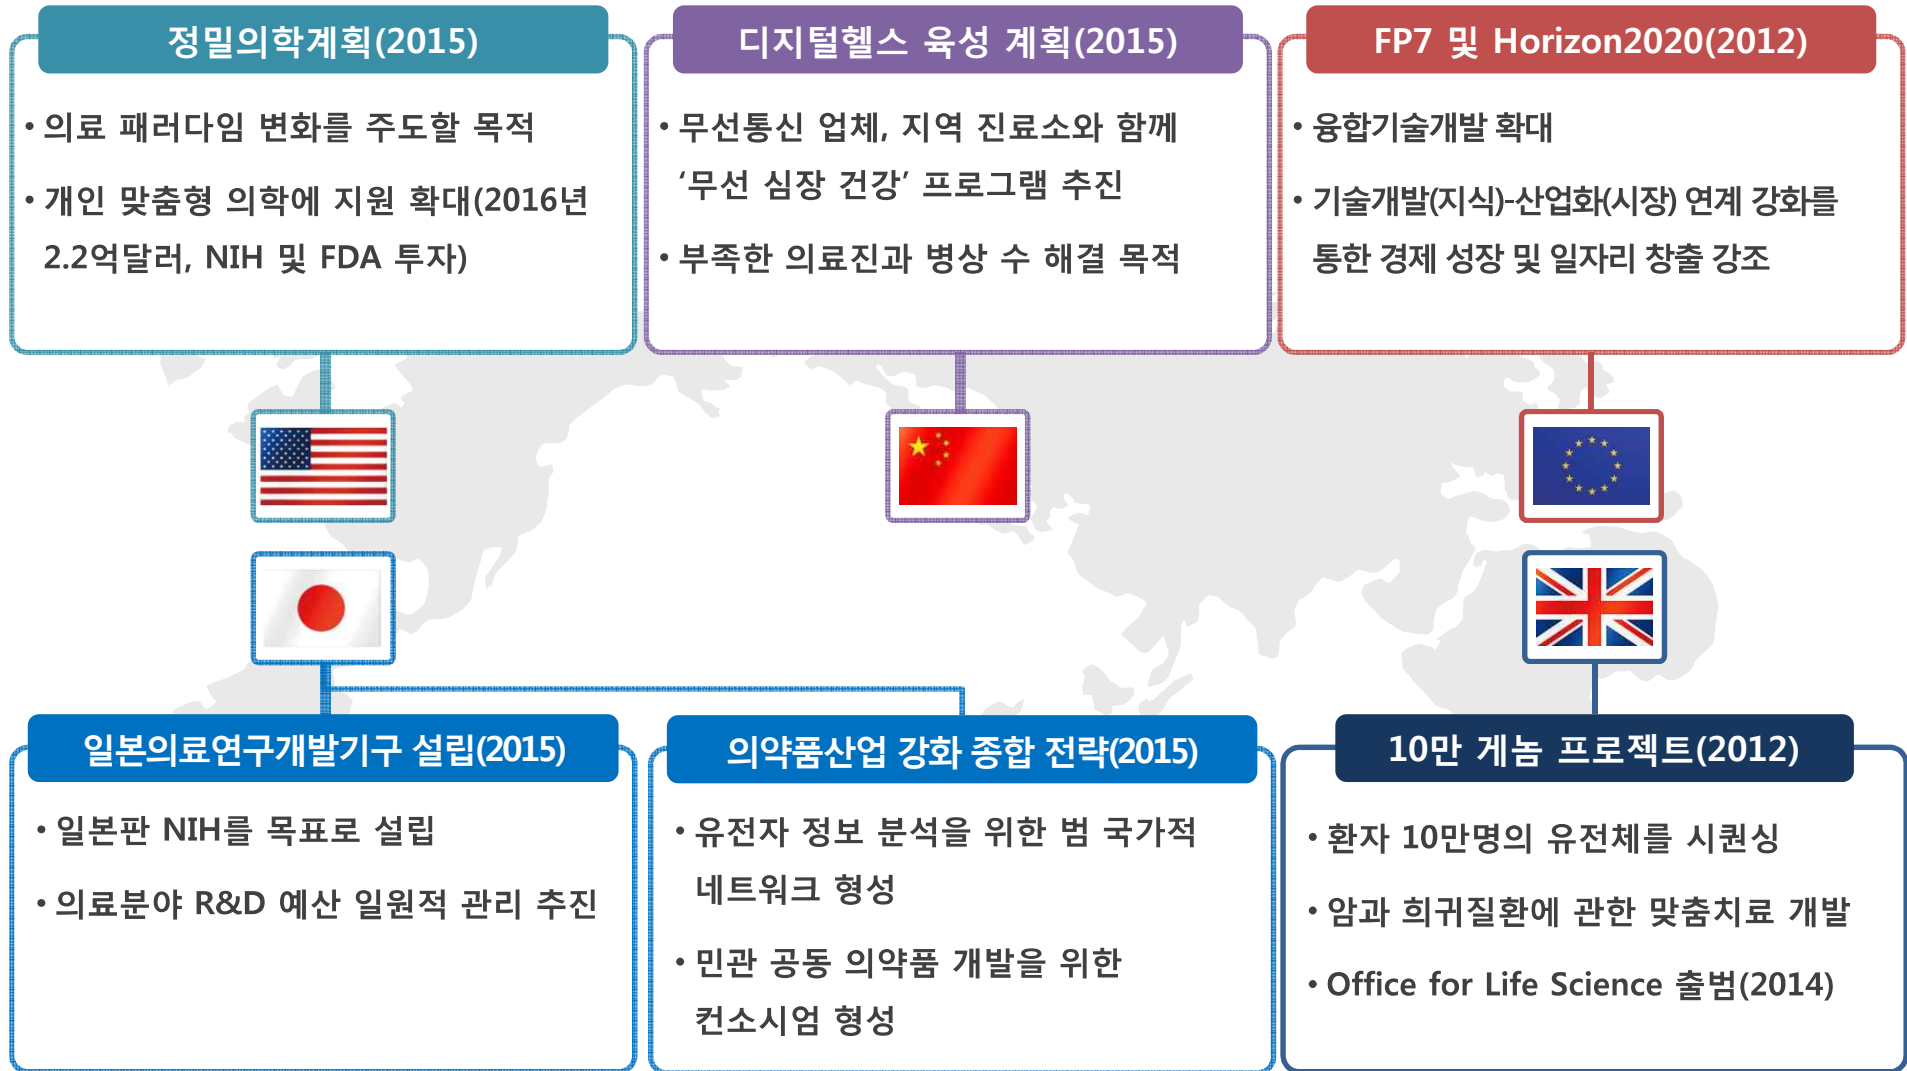 정밀의학계획(2015)
• 의료 패러다임 변화를 주도할 목적
• 개인 맞춤형 의학에 지원 확대(2016년
2.2억달러, NIH 및 FDA 투자)
디지털헬스 육성 계획(2015)
• 무선통신 업체, 지역 진료소와 함께
‘무선 심장 건강’ 프로그램 추진
• 부족한 의료진과 병상 수 해결 목적
FP7 및 Horizon2020(2012)
• 융합기술개발 확대
• 기술개발(지식)-산업화(시장) 연계 강화를
통한 경제 성장 및 일자리 창출 강조
일본의료연구개발기구 설립(2015)
• 일본판 NIH를 목표로 설립
• 의료분야 R&D 예산 일원적 관리 추진
의약품산업 강화 종합 전략(2015)
• 유전자 정보 분석을 위한 범 국가적
네트워크 형성
• 민관 공동 의약품 개발을 위한
컨소시엄 형성
10만 게놈 프로젝트(2012)
• 환자 10만명의 유전체를 시퀀싱
• 암과 희귀질환에 관한 맞춤치료 개발
• Office for Life Science 출범(2014)